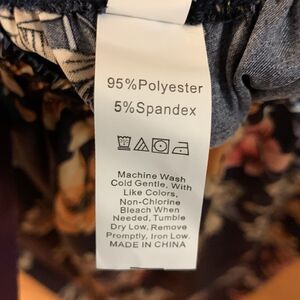 95%Polyester
5%Spandex
Machine Wash
Cold Gentle, With
Like Colors,
Non-Chlorine
Bleach When
Needed, Tumble
Dry Low, Remove
Promptly, Iron Low.
MADE IN CHINA